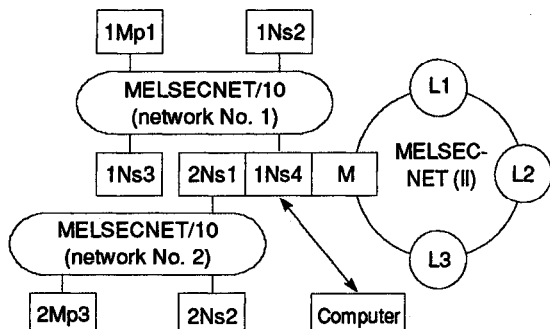 1Mp1
1Ns2
MELSECNET/10
(network No. 1)
1Ns3
2Ns1
1Ns4
M
L1
MELSEC-
NET (II)
L2
L3
MELSECNET/10
(network No. 2)
2Mp3
2Ns2
Computer